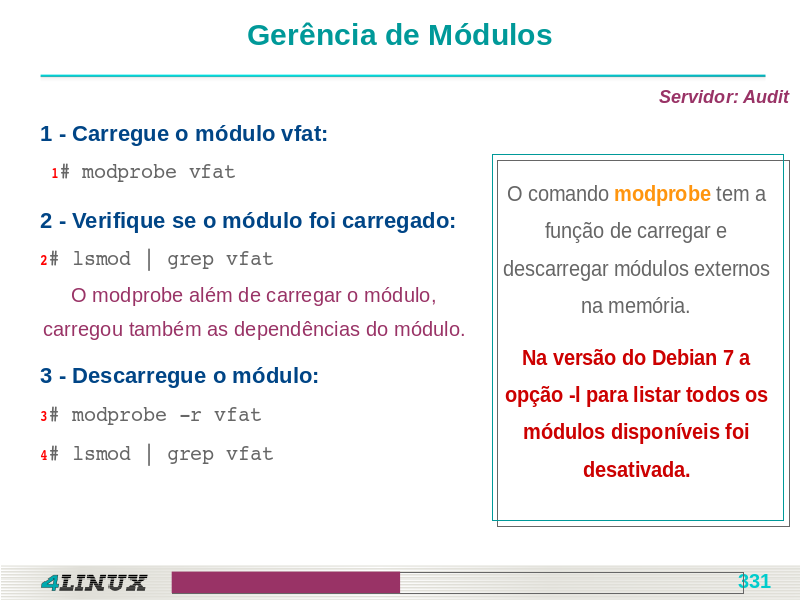 Gerência de Módulos
Servidor: Audit
1 - Carregue o módulo vfat:
1# modprobe vfat
2 - Verifique se o módulo foi carregado:
2# lsmod | grep vfat
O modprobe além de carregar o módulo,
carregou também as dependências do módulo.
3 - Descarregue o módulo:
3# modprobe –r vfat
4# lsmod | grep vfat
O comando modprobe tem a
função de carregar e
descarregar módulos externos
na memória.
Na versão do Debian 7 a
opção -l para listar todos os
módulos disponíveis foi
desativada.
4LINUX
331